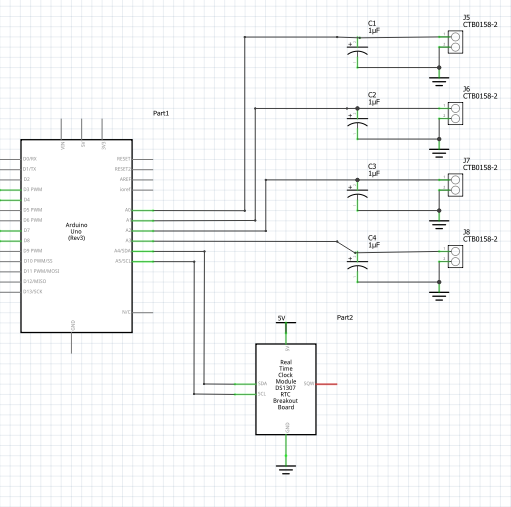 J5
CTB0158-2
C1
1µF
+
J6
CTB0158-2
C2
1µF
+
Part1
VIN
5V
3V3
D0/RX
RESET
D1/TX
RESET2
D2
AREF
D3 PWM
ioref
D4
D5 PWM
A0
D6 PWM
A1
D7
A2
D8
A3
D9 PWM
A4/SDA
D10 PWM/SS
A5/SCL
D11 PWM/MOSI
D12/MISO
D13/SCK
N/C
GND
Arduino
Uno
(Rev3)
J7
CTB0158-2
C3
1µF
+
J8
CTB0158-2
C4
1µF
+
5V
Part2
5V
Real
Time
Clock
Module
DS1307
RTC
Breakout
Board
SDA
SCL
SQW
GND